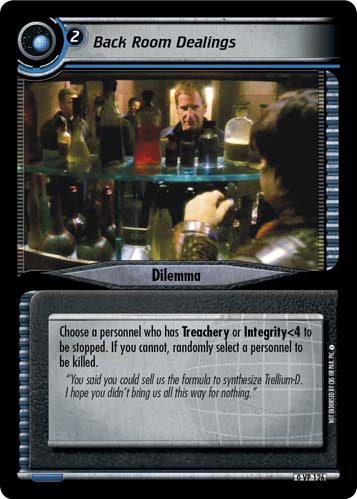 2 Back Room Dealings
Dilemma
Choose a personnel who has Treachery or Integrity<4 to
be stopped. If you cannot, randomly select a personnel to
be killed.
“You said you could sell us the formula to synthesize Trellium-D.
I hope you didn’t bring us all this way for nothing.”
NOT ENDORSED BY CBS OR PAR. PIC.
0 VP 126